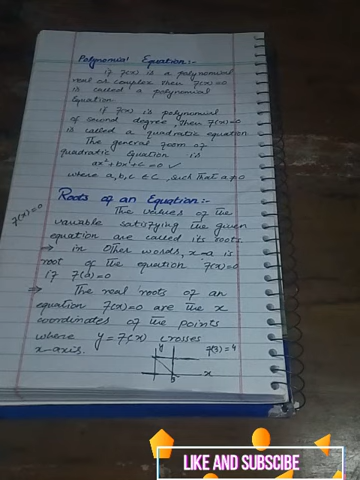 Polynomial Equation:-
if f(x) is a polynomial
real or complex then f(x)=0
is called a polynomial
Equation.
if f(x) is polynomial
of second degree, then f(x)=0
is called a quadratic equation
The general form of
quadratic equation is
ax²+bx+c=0 ✓
where a,b,c ∈ C, such that a≠0
Roots of an Equation:-
f(x)=0
The values of the
variable satisfying the given
equation are called its roots
⇒ in other words, x=a is
root of the equation f(x)=0
if f(a)=0
⇒ The real roots of an
equation f(x)=0 are the x
coordinates of the points
where y=f(x) crosses
x-axis.
y
f(3)=4
x
LIKE AND SUBSCIBE